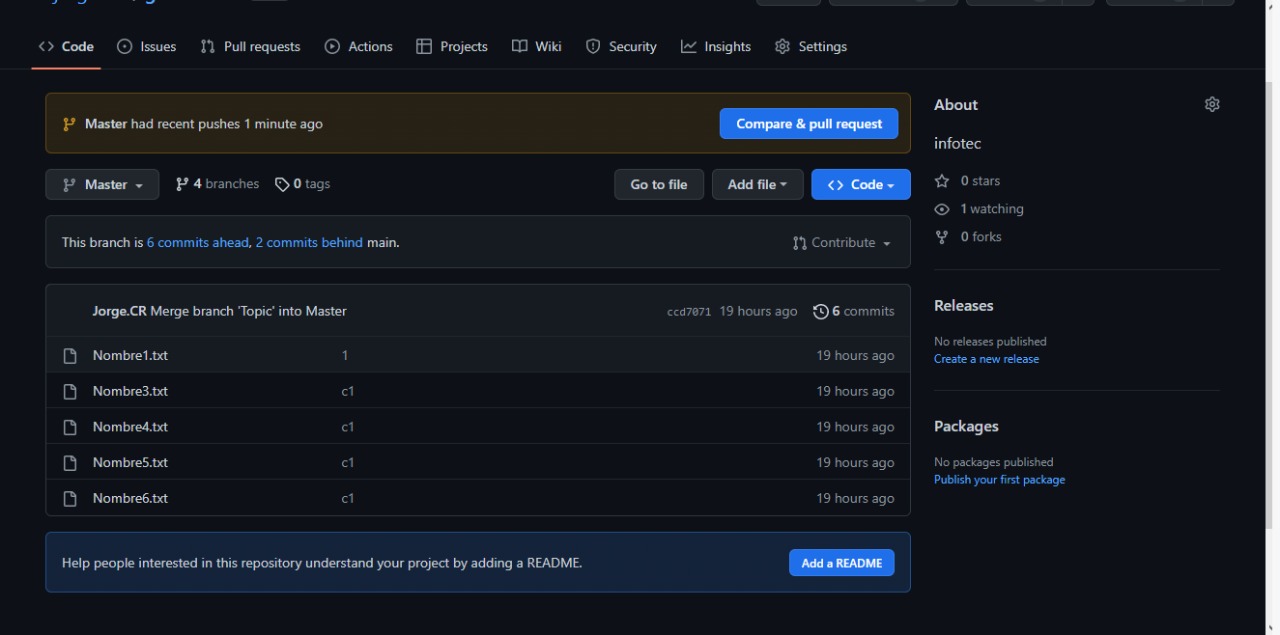 Code Issues Pull requests Actions Projects Wiki Security Insights Settings
Master had recent pushes 1 minute ago Compare & pull request
Master 4 branches 0 tags Go to file Add file Code
This branch is 6 commits ahead, 2 commits behind main. Contribute
Jorge.CR Merge branch 'Topic' into Master ccd7071 19 hours ago 6 commits
Nombre1.txt 1 19 hours ago
Nombre3.txt c1 19 hours ago
Nombre4.txt c1 19 hours ago
Nombre5.txt c1 19 hours ago
Nombre6.txt c1 19 hours ago
Help people interested in this repository understand your project by adding a README. Add a README
About
infotec
0 stars
1 watching
0 forks
Releases
No releases published
Create a new release
Packages
No packages published
Publish your first package